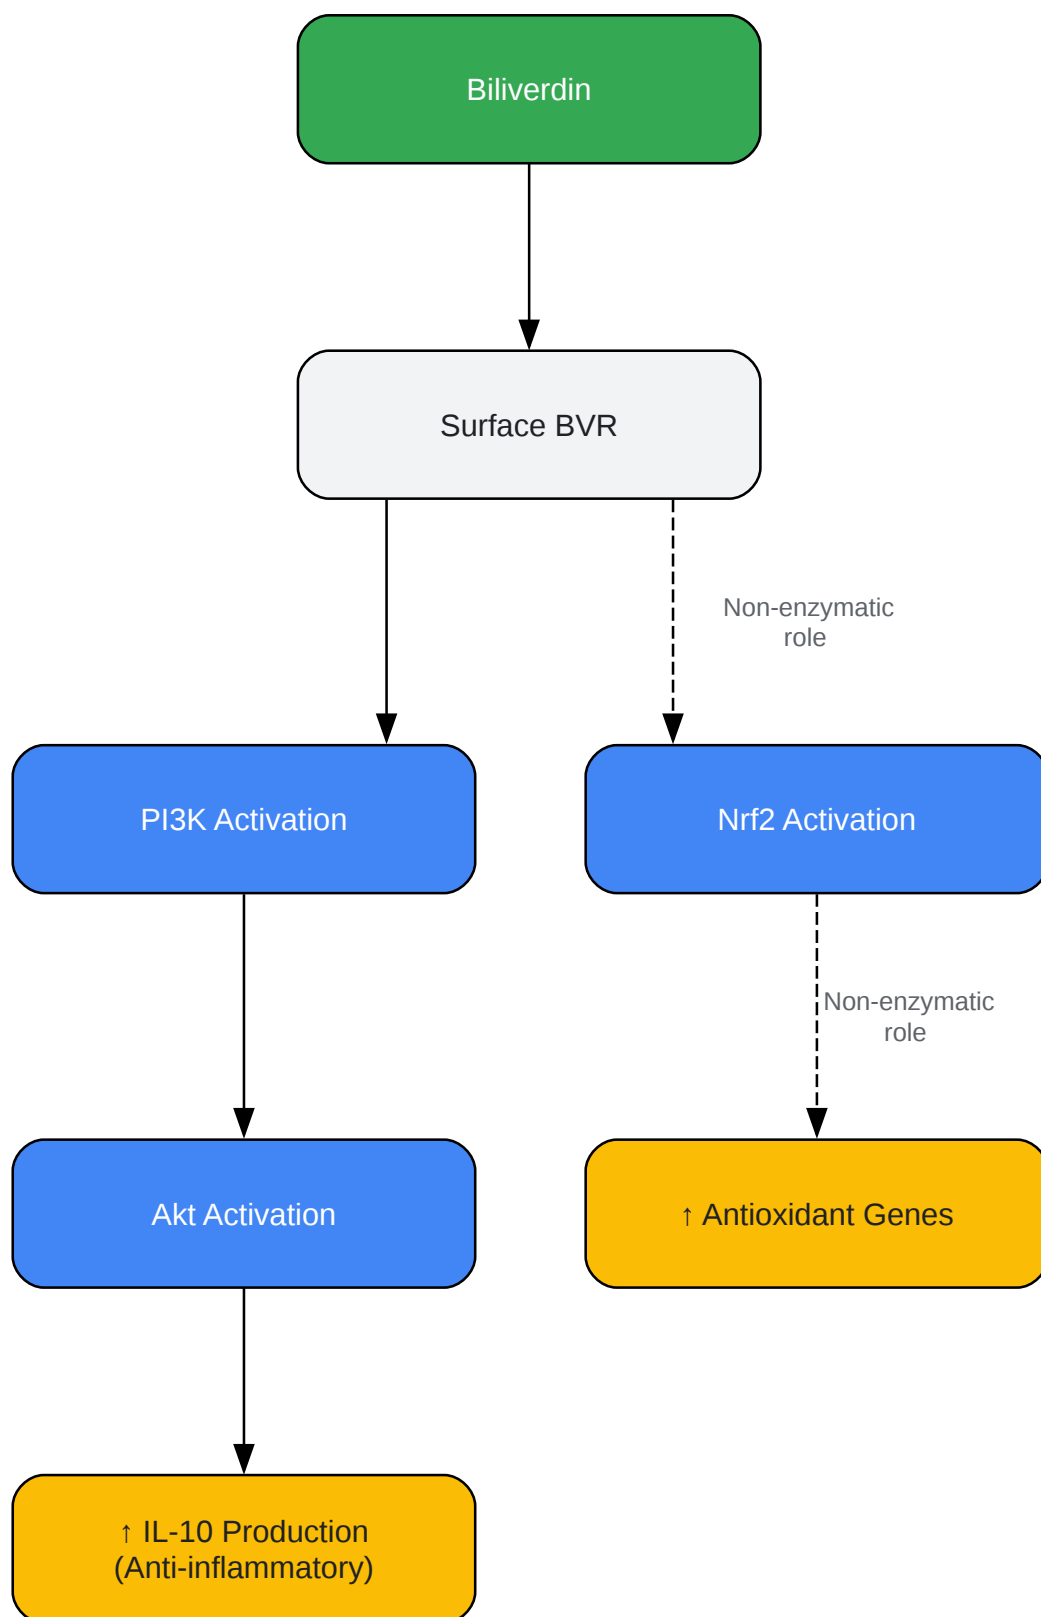 Biliverdin
Surface BVR
Non-enzymatic
role
PI3K Activation
Nrf2 Activation
Non-enzymatic
role
Akt Activation
↑ Antioxidant Genes
↑ IL-10 Production
(Anti-inflammatory)